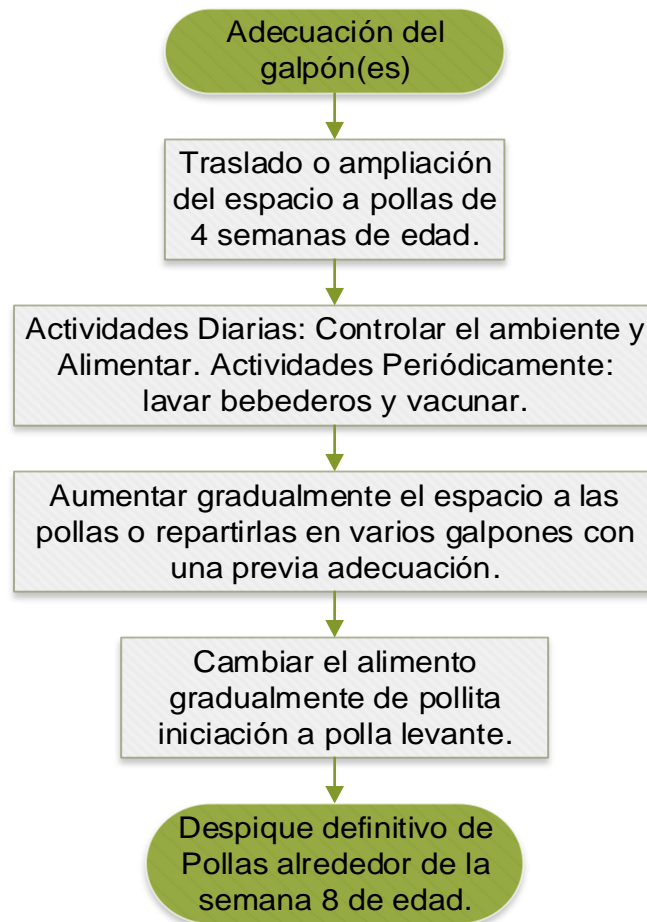 Adecuación del
galpón(es)
Traslado o ampliación
del espacio a pollas de
4 semanas de edad.
Actividades Diarias: Controlar el ambiente y
Alimentar. Actividades Periódicamente:
lavar bebederos y vacunar.
Aumentar gradualmente el espacio a las
pollas o repartirlas en varios galpones con
una previa adecuación.
Cambiar el alimento
gradualmente de pollita
iniciación a polla levante.
Despique definitivo de
Pollas alrededor de la
semana 8 de edad.